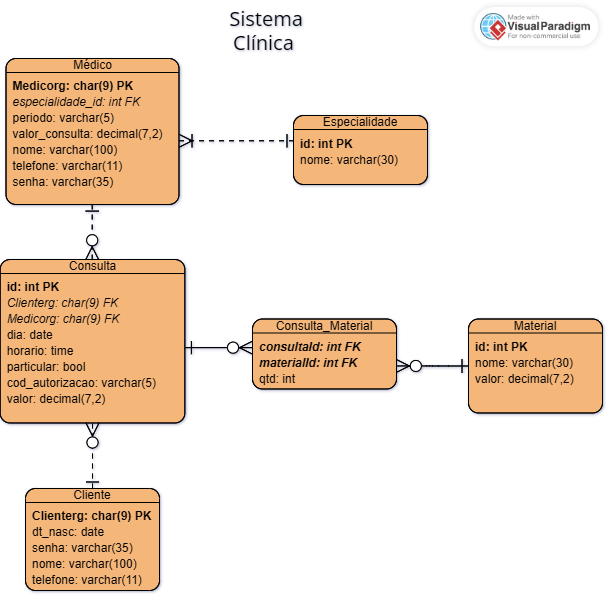 Sistema
Clínica
Made with
VisualParadigm
For non-commercial use
Médico
Medicorg: char(9) PK
especialidade_id: int FK
periodo: varchar(5)
valor_consulta: decimal(7,2)
nome: varchar(100)
telefone: varchar(11)
senha: varchar(35)
Especialidade
id: int PK
nome: varchar(30)
Consulta
id: int PK
Clienterg: char(9) FK
Medicorg: char(9) FK
dia: date
horario: time
particular: bool
cod_autorizacao: varchar(5)
valor: decimal(7,2)
Consulta_Material
consultaId: int FK
materialId: int FK
qtd: int
Material
id: int PK
nome: varchar(30)
valor: decimal(7,2)
Cliente
Clienterg: char(9) PK
dt_nasc: date
senha: varchar(35)
nome: varchar(100)
telefone: varchar(11)